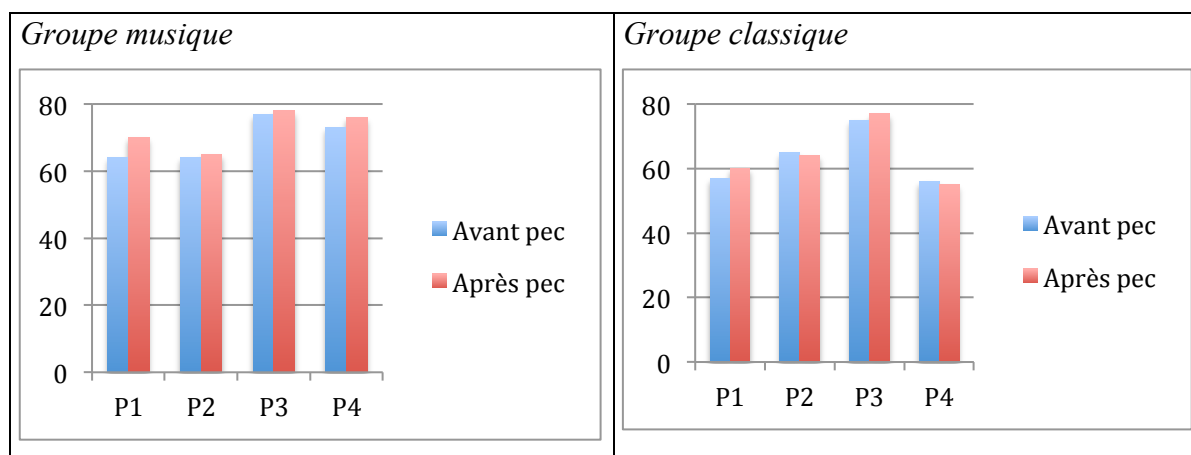 Groupe musique
80
60
40
20
0
P1 P2 P3 P4
Avant pec
Après pec
Groupe classique
80
60
40
20
0
P1 P2 P3 P4
Avant pec
Après pec